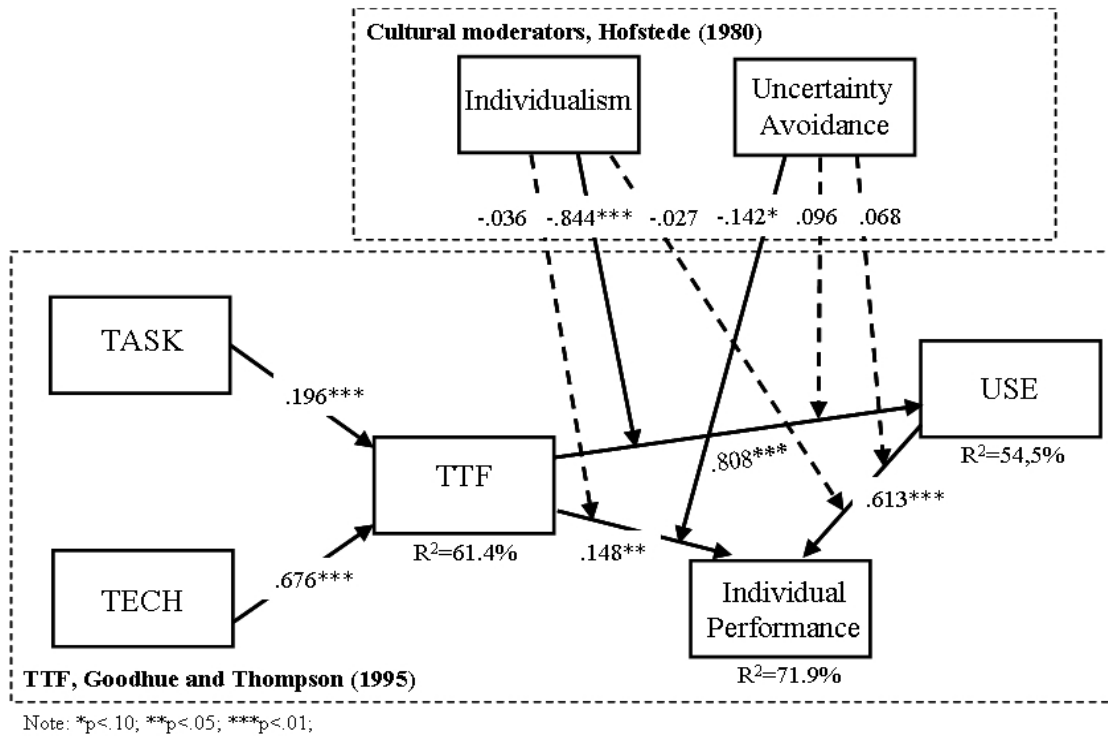 Cultural moderators, Hofstede (1980)
Individualism
Uncertainty
Avoidance
-.036 -.844*** -.027 -.142* .096 .068
TASK
.196***
USE
R²=54,5%
TTF
R²=61.4%
.808***
.613***
.148**
TECH
.676***
Individual
Performance
R²=71.9%
TTF, Goodhue and Thompson (1995)
Note: *p<.10; **p<.05; ***p<.01;